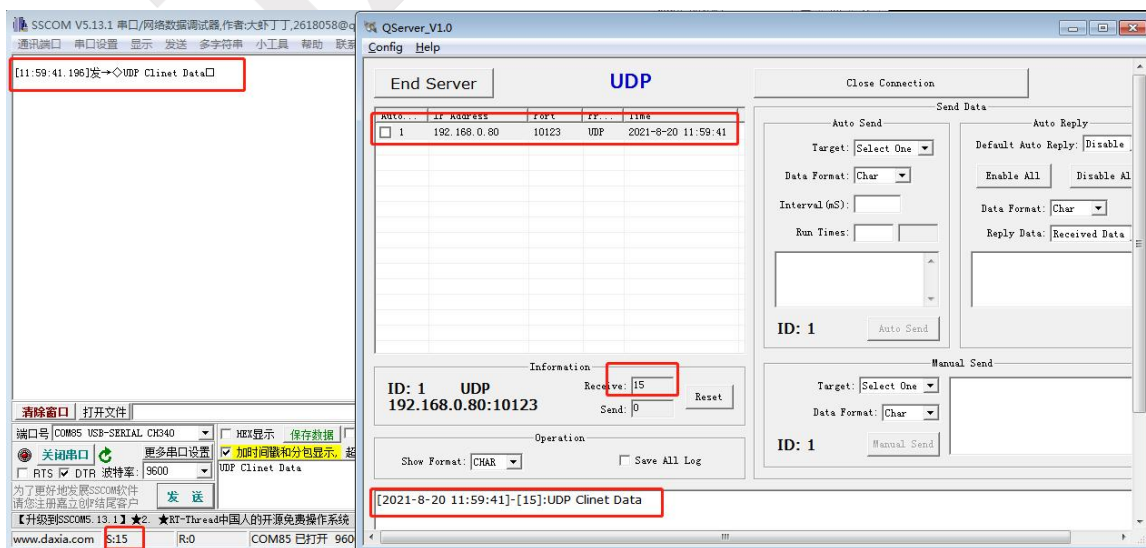 SSCOM V5.13.1 串口/网络数据调试器,作者:大虾丁丁,2618058@q
通讯端口 串口设置 显示 发送 多字符串 小工具 帮助 联系
[11:59:41.196]发→◇UDP Clinet Data□
清除窗口 打开文件
端口号 COM85 USB-SERIAL CH340 HEX显示 保存数据
关闭串口 更多串口设置 加时间戳和分包显示, 超
RTS DTR 波特率: 9600 UDP Clinet Data
为了更好地发展SSCOM软件
请您注册嘉立创F结尾客户 发 送
【升级到SSCOM5.13.1】★2. ★RT-Thread中国人的开源免费操作系统
www.daxia.com S:15 R:0 COM85 已打开 960
QServer_V1.0
Config Help
End Server UDP Close Connection
Auto... IP Address Port Pr... Time
1 192.168.0.80 10123 UDP 2021-8-20 11:59:41
Information
ID: 1 UDP Receive: 15
192.168.0.80:10123 Send: 0 Reset
Operation
Show Format: CHAR Save All Log
[2021-8-20 11:59:41]-[15]:UDP Clinet Data
Send Data
Auto Send
Target: Select One
Data Format: Char
Interval(mS):
Run Times:
ID: 1 Auto Send
Auto Reply
Default Auto Reply: Disable
Enable All Disable Al
Data Format: Char
Reply Data: Received Data
Manual Send
Target: Select One
Data Format: Char
ID: 1 Manual Send